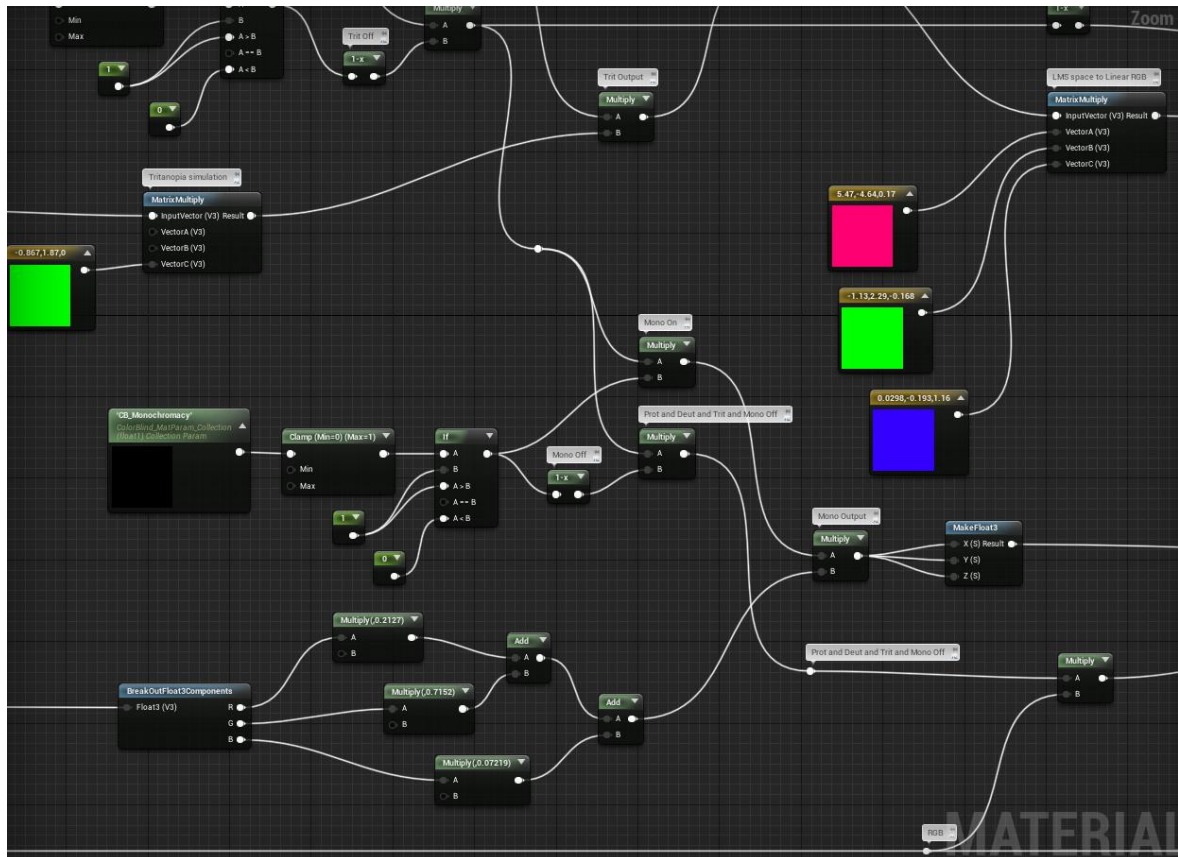 Multiply
Min
Max
B
A > B
A == B
A < B
A
B
1
0
Trit Off
1-x
Trit Output
Multiply
A
B
1-x
Zoom
LMS space to Linear RGB
MatrixMultiply
InputVector (V3) Result
VectorA (V3)
VectorB (V3)
VectorC (V3)
Tritanopia simulation
MatrixMultiply
InputVector (V3) Result
VectorA (V3)
VectorB (V3)
VectorC (V3)
-0.867,1.87,0
5.47,-4.64,0.17
-1.13,2.29,-0.168
0.0298,-0.193,1.16
Mono On
Multiply
A
B
Prot and Deut and Trit and Mono Off
Multiply
A
B
'CB_Monochromacy'
ColorBlind_MatParam_Collection
(float1) Collection Param
Clamp (Min=0) (Max=1)
Min
Max
If
A
B
A > B
A == B
A < B
1
0
Mono Off
1-x
Mono Output
Multiply
A
B
MakeFloat3
X (S) Result
Y (S)
Z (S)
Multiply(,0.2127)
A
B
Add
A
B
BreakOutFloat3Components
Float3 (V3) R
G
B
Multiply(,0.7152)
A
B
Add
A
B
Multiply(,0.07219)
A
B
Prot and Deut and Trit and Mono Off
Multiply
A
B
RGB
MATERIAL